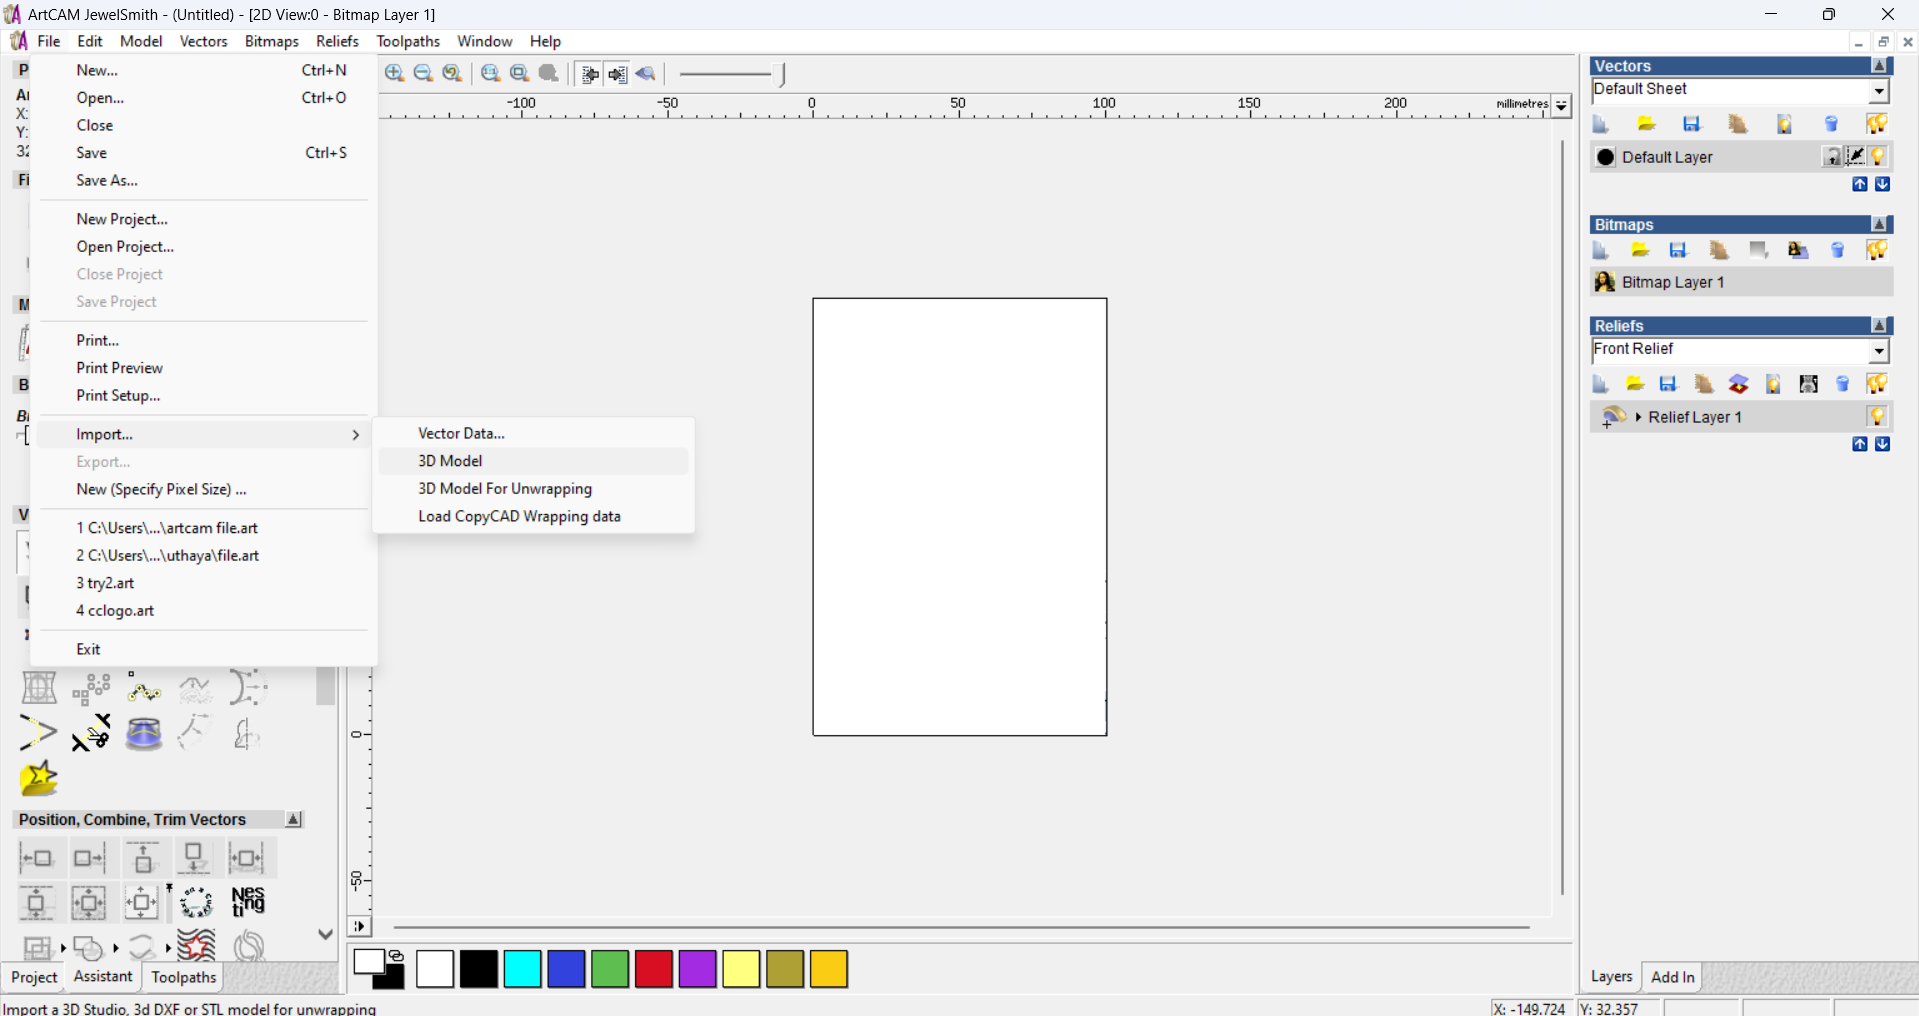 ArtCAM JewelSmith - (Untitled) - [2D View:0 - Bitmap Layer 1]
File Edit Model Vectors Bitmaps Reliefs Toolpaths Window Help
New... Ctrl+N
Open... Ctrl+O
Close
Save Ctrl+S
Save As...
New Project...
Open Project...
Close Project
Save Project
Print...
Print Preview
Print Setup...
Import...
Export...
New (Specify Pixel Size) ...
1 C:\Users\...\artcam file.art
2 C:\Users\...\uthaya\file.art
3 try2.art
4 cclogo.art
Exit
Vector Data...
3D Model
3D Model For Unwrapping
Load CopyCAD Wrapping data
-100 -50 0 50 100 150 200 millimetres
0
-50
Position, Combine, Trim Vectors
Nes
ting
Project Assistant Toolpaths
Vectors
Default Sheet
Default Layer
Bitmaps
Bitmap Layer 1
Reliefs
Front Relief
Relief Layer 1
Layers Add In
Import a 3D Studio, 3d DXF or STL model for unwrapping
X: -149.724 Y: 32.357